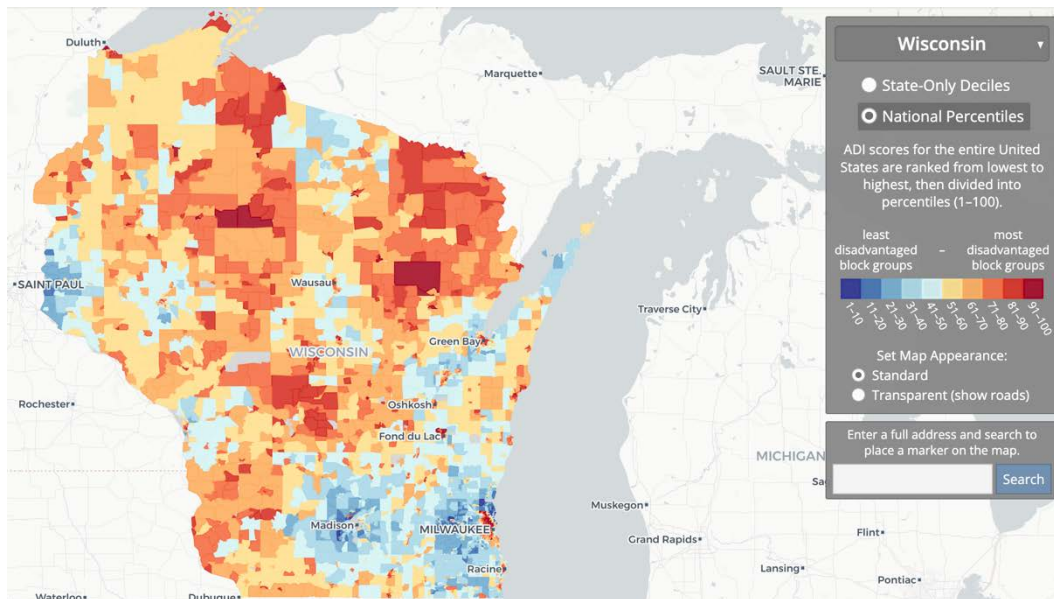 Duluth
Marquette
SAULT STE.
MARIE
SAINT PAUL
Wausau
Traverse City
Green Bay
WISCONSIN
Rochester
Oshkosh
Fond du Lac
MICHIGAN
Muskegon
Madison
MILWAUKEE
Grand Rapids
Flint
Racine
Lansing
Pontiac
Waterloo
Dubuque
Wisconsin
State-Only Deciles
National Percentiles
ADI scores for the entire United
States are ranked from lowest to
highest, then divided into
percentiles (1–100).
least
disadvantaged
block groups
–
most
disadvantaged
block groups
1–10
11–20
21–30
31–40
41–50
51–60
61–70
71–80
81–90
91–100
Set Map Appearance:
Standard
Transparent (show roads)
Enter a full address and search to
place a marker on the map.
Search